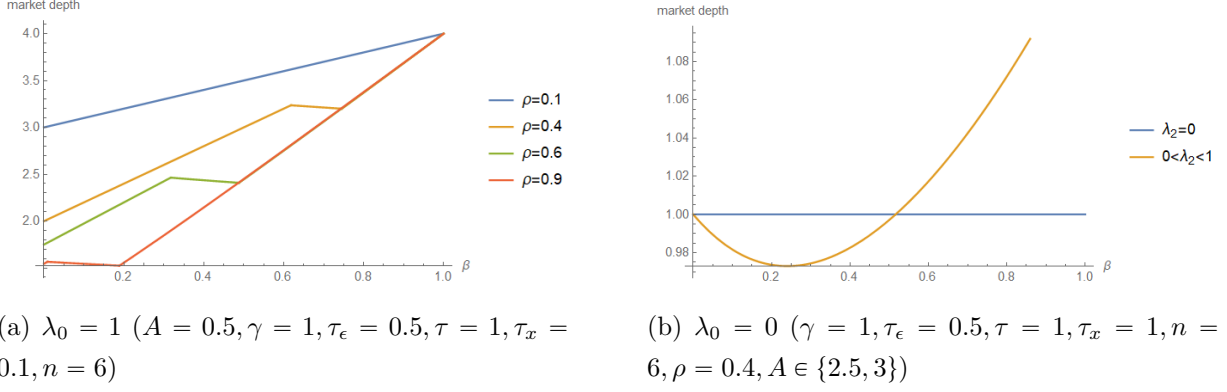 market depth
4.0
3.5
3.0
2.5
2.0
0.2 0.4 0.6 0.8 1.0 β
ρ=0.1
ρ=0.4
ρ=0.6
ρ=0.9
market depth
1.08
1.06
1.04
1.02
1.00
0.98
0.2 0.4 0.6 0.8 1.0 β
λ₂=0
0<λ₂<1
(a) λ₀ = 1 (A = 0.5, γ = 1, τ_ϵ = 0.5, τ = 1, τ_x =
0.1, n = 6)
(b) λ₀ = 0 (γ = 1, τ_ϵ = 0.5, τ = 1, τ_x = 1, n =
6, ρ = 0.4, A ∈ {2.5, 3})